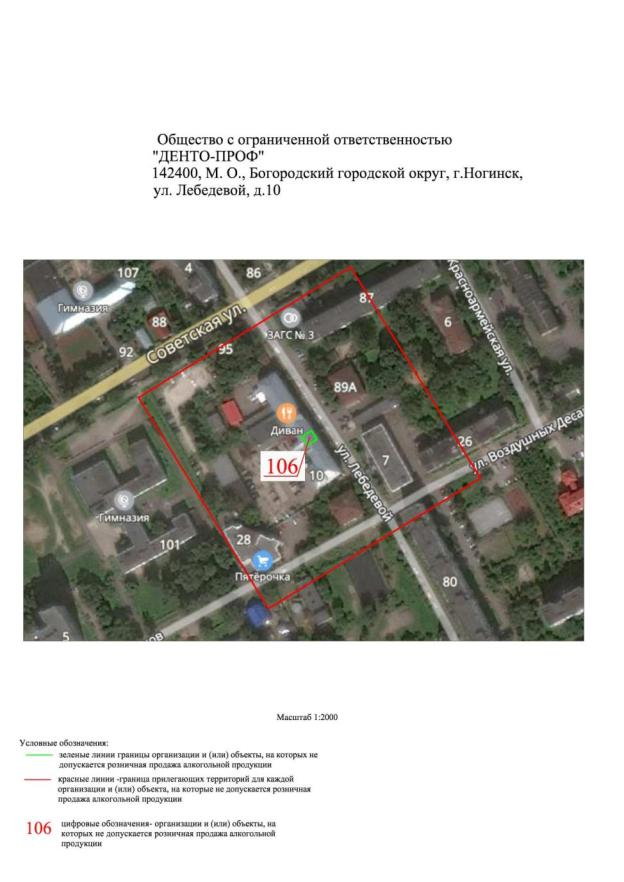 Общество с ограниченной ответственностью
"ДЕНТО-ПРОФ"
142400, М. О., Богородский городской округ, г.Ногинск,
ул. Лебедевой, д.10
107
4
86
Гимназия
88
87
Красноармейская ул.
ЗАГС № 3
6
92
Советская ул.
95
89А
Диван
26
ул. Воздушных Деса
106
10
ул. Лебедевой
7
Гимназия
28
101
Пятёрочка
80
5
ов
Масштаб 1:2000
Условные обозначения:
зеленые линии границы организации и (или) объекты, на которых не
допускается розничная продажа алкогольной продукции
красные линии -граница прилегающих территорий для каждой
организации и (или) объекта, на которые не допускается розничная
продажа алкогольной продукции
106 цифровые обозначения- организации и (или) объекты, на
которых не допускается розничная продажа алкогольной
продукции